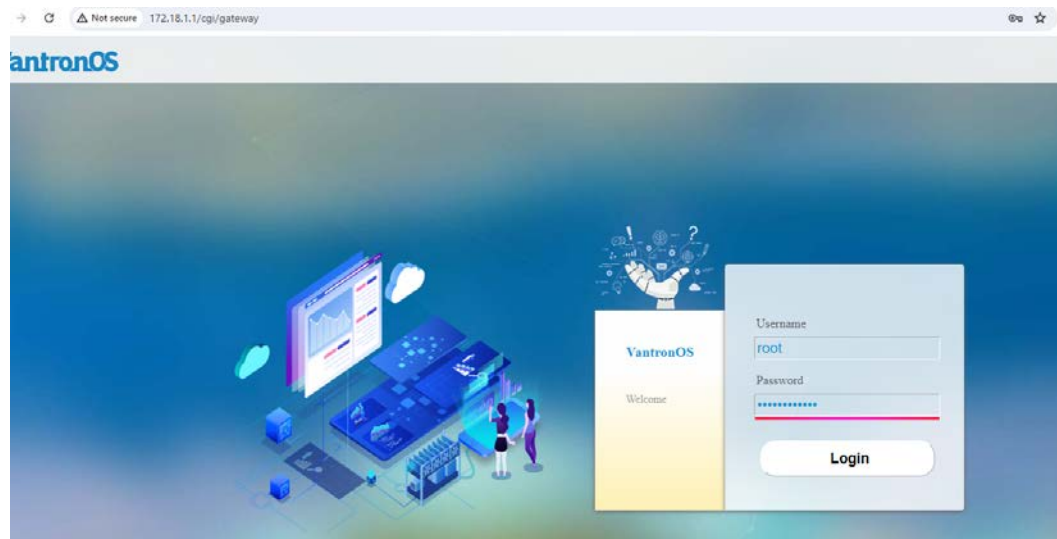 Not secure 172.18.1.1/cgi/gateway
antronOS
VantronOS
Welcome
Username
root
Password
••••••••••••
Login